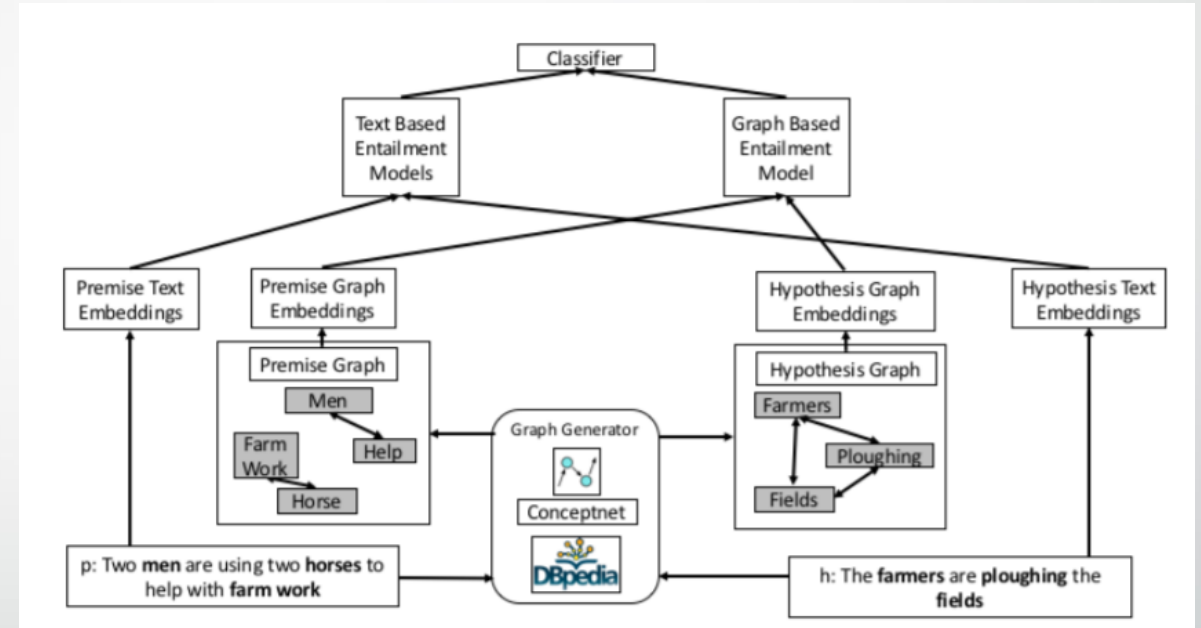 Classifier
Text Based
Entailment
Models
Graph Based
Entailment
Model
Premise Text
Embeddings
Premise Graph
Embeddings
Hypothesis Graph
Embeddings
Hypothesis Text
Embeddings
Premise Graph
Men
Help
Farm
Work
Horse
Graph Generator
Conceptnet
DBpedia
Hypothesis Graph
Farmers
Ploughing
Fields
p: Two men are using two horses to
help with farm work
h: The farmers are ploughing the
fields